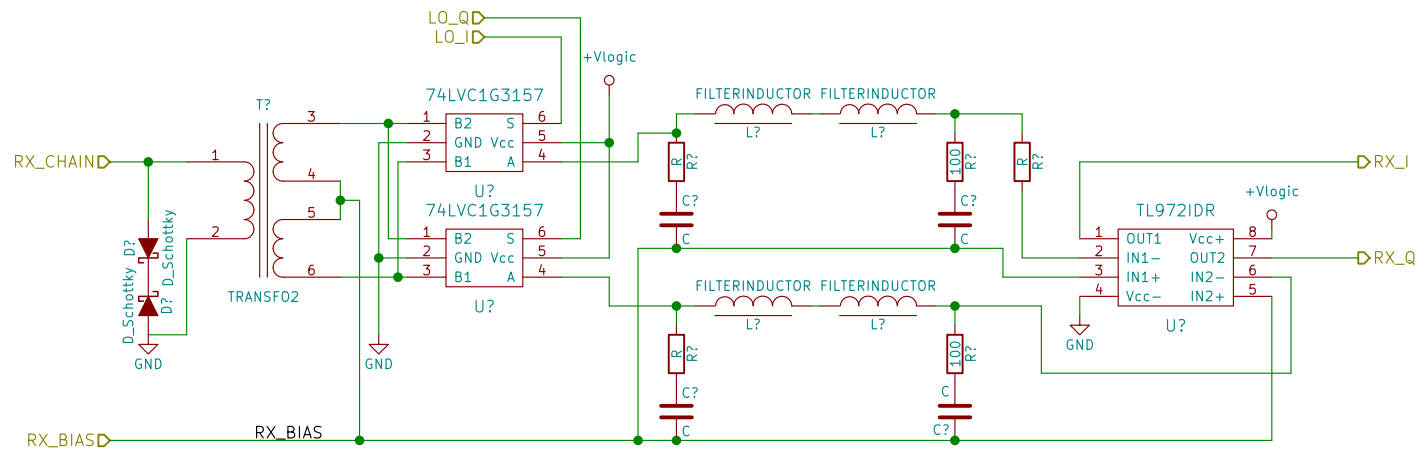 LO_Q
LO_I
+Vlogic
74LVC1G3157
FILTERINDUCTOR FILTERINDUCTOR
T?
3
1 B2 S 6
2 GND Vcc 5
3 B1 A 4
L? L?
RX_CHAIN
1
R R?
100 R?
R R?
RX_I
4
U?
+Vlogic
74LVC1G3157
C?
C?
TL972IDR
5
2
D? D_Schottky
1 B2 S 6
2 GND Vcc 5
3 B1 A 4
C
C
1 OUT1 Vcc+ 8
2 IN1- OUT2 7
3 IN1+ IN2- 6
4 Vcc- IN2+ 5
RX_Q
6
D_Schottky D?
TRANSFO2
U?
FILTERINDUCTOR FILTERINDUCTOR
L? L?
U?
GND
GND
GND
R R?
100 R?
C?
C
C
C?
RX_BIAS
RX_BIAS